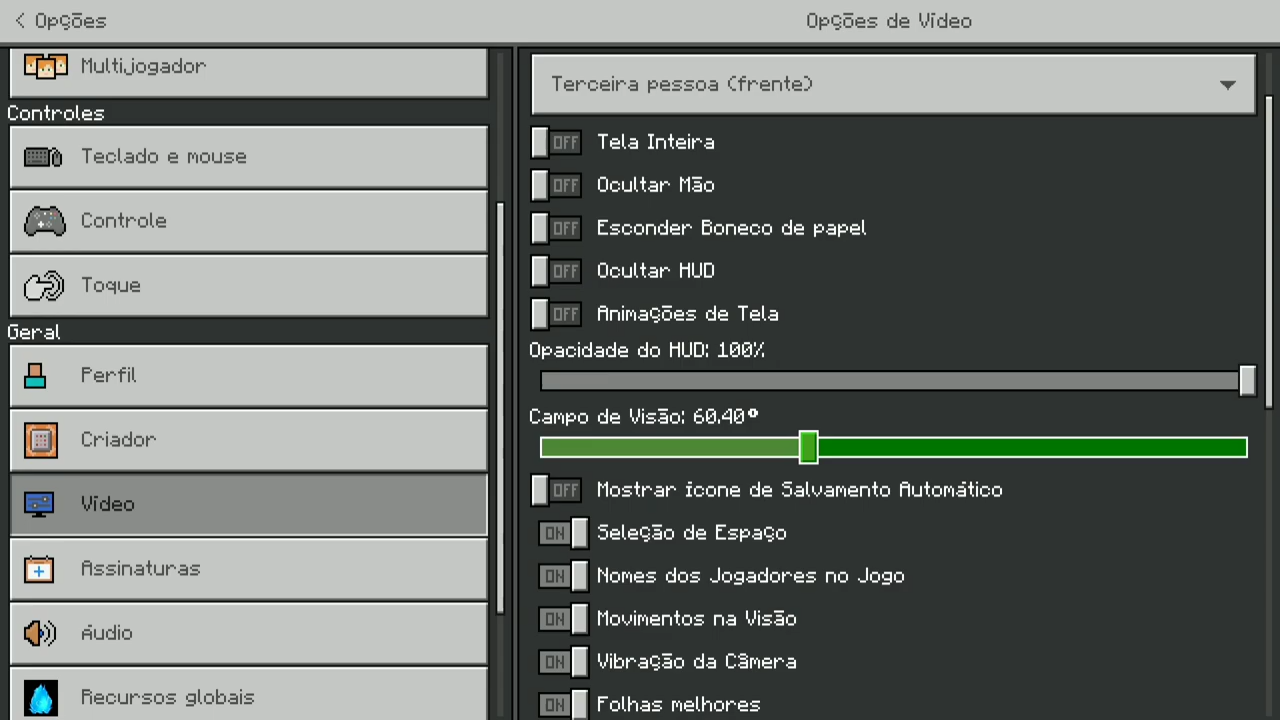 Opções
Opções de Vídeo
Multijogador
Controles
Teclado e mouse
Controle
Toque
Geral
Perfil
Criador
Vídeo
Assinaturas
Áudio
Recursos globais
Terceira pessoa (frente)
OFF Tela Inteira
OFF Ocultar Mão
OFF Esconder Boneco de papel
OFF Ocultar HUD
OFF Animações de Tela
Opacidade do HUD: 100%
Campo de Visão: 60,40°
OFF Mostrar ícone de Salvamento Automático
ON Seleção de Espaço
ON Nomes dos Jogadores no Jogo
ON Movimentos na Visão
ON Vibração da Câmera
ON Folhas melhores